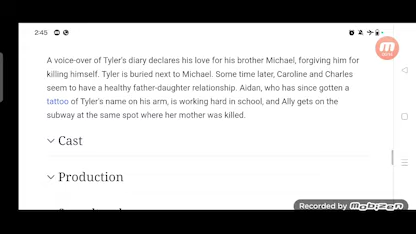 2:45
A voice-over of Tyler's diary declares his love for his brother Michael, forgiving him for
killing himself. Tyler is buried next to Michael. Some time later, Caroline and Charles
seem to have a healthy father-daughter relationship. Aidan, who has since gotten a
tattoo of Tyler's name on his arm, is working hard in school, and Ally gets on the
subway at the same spot where her mother was killed.
Cast
Production
Recorded by mobizen